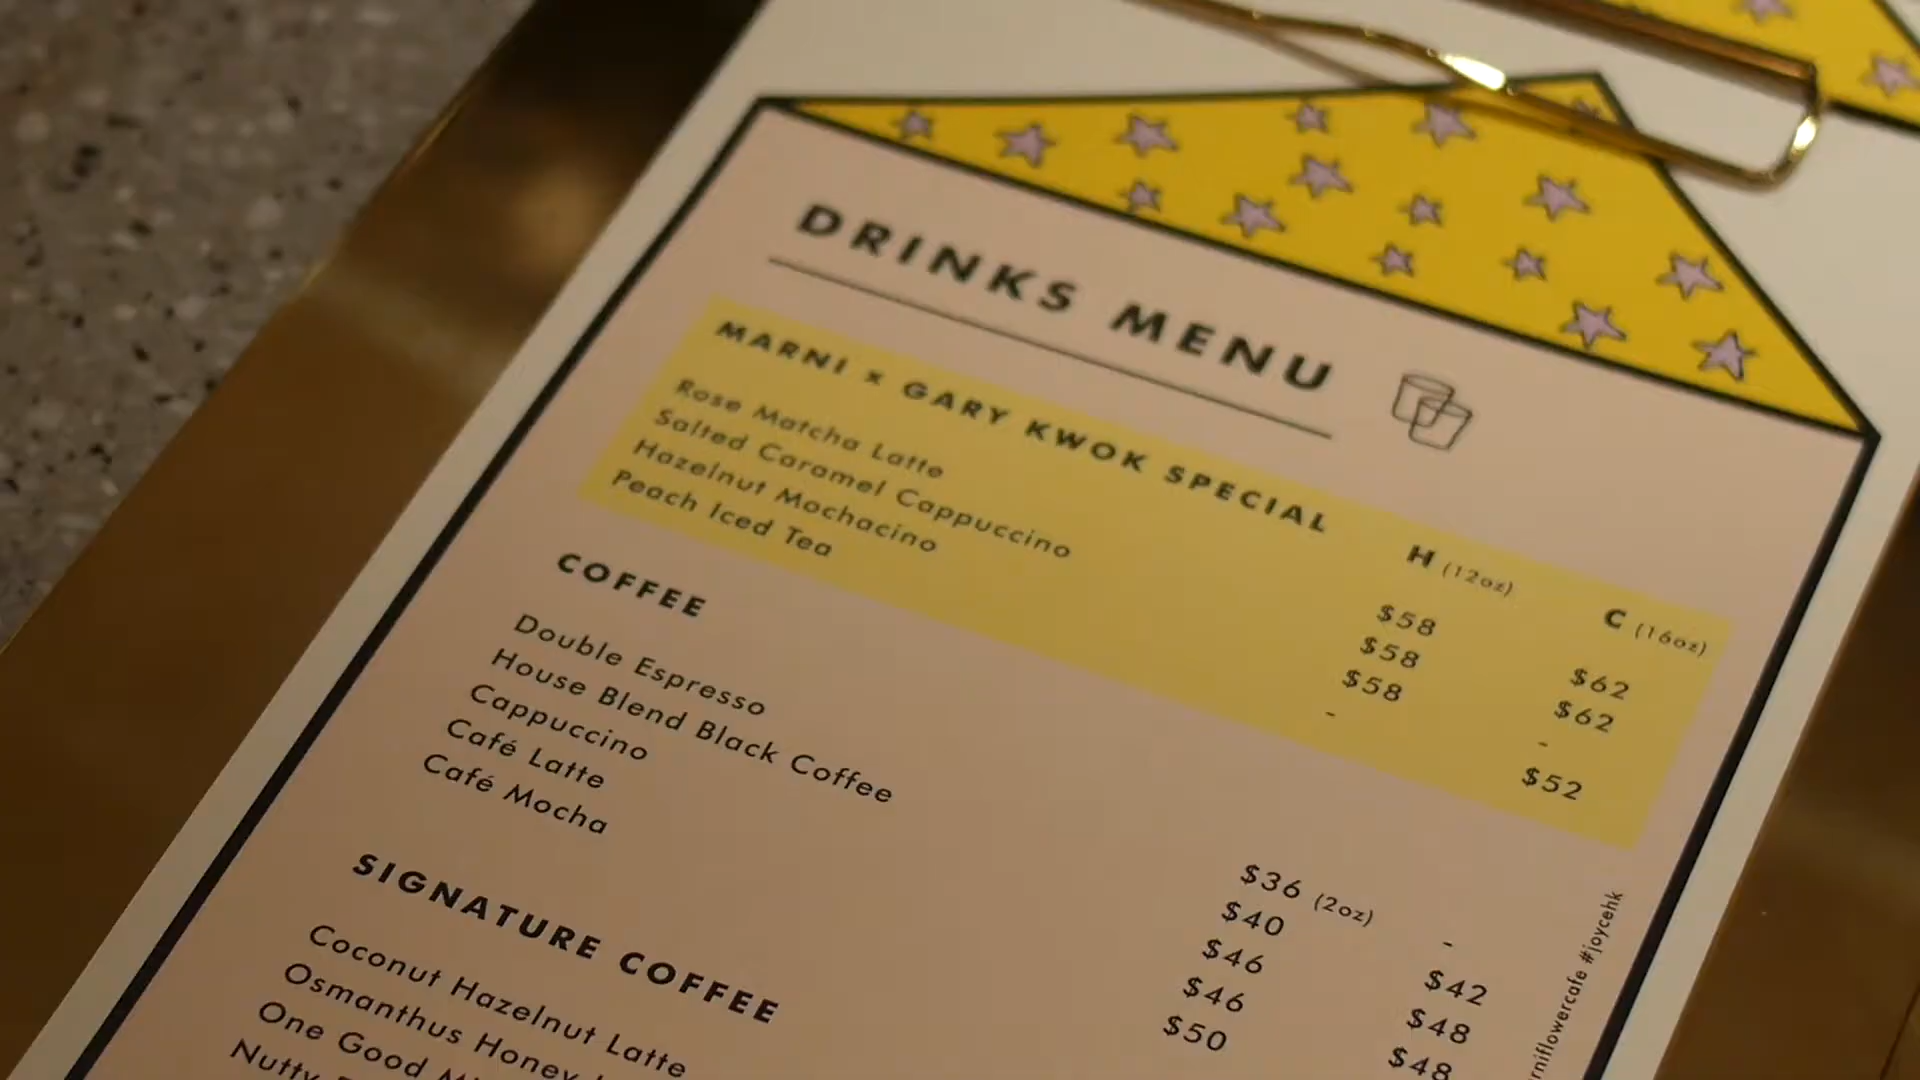 DRINKS MENU
MARNI x GARY KWOK SPECIAL
H (12oz) C (16oz)
Rose Matcha Latte $58 $62
Salted Caramel Cappuccino $58 $62
Hazelnut Mochacino $58 -
Peach Iced Tea - $52
COFFEE
Double Espresso $36 (2oz) -
House Blend Black Coffee $40 $42
Cappuccino $46 $48
Café Latte $46 $48
Café Mocha $50
SIGNATURE COFFEE
Coconut Hazelnut Latte
Osmanthus Honey
One Good
Nutty
#joycehk